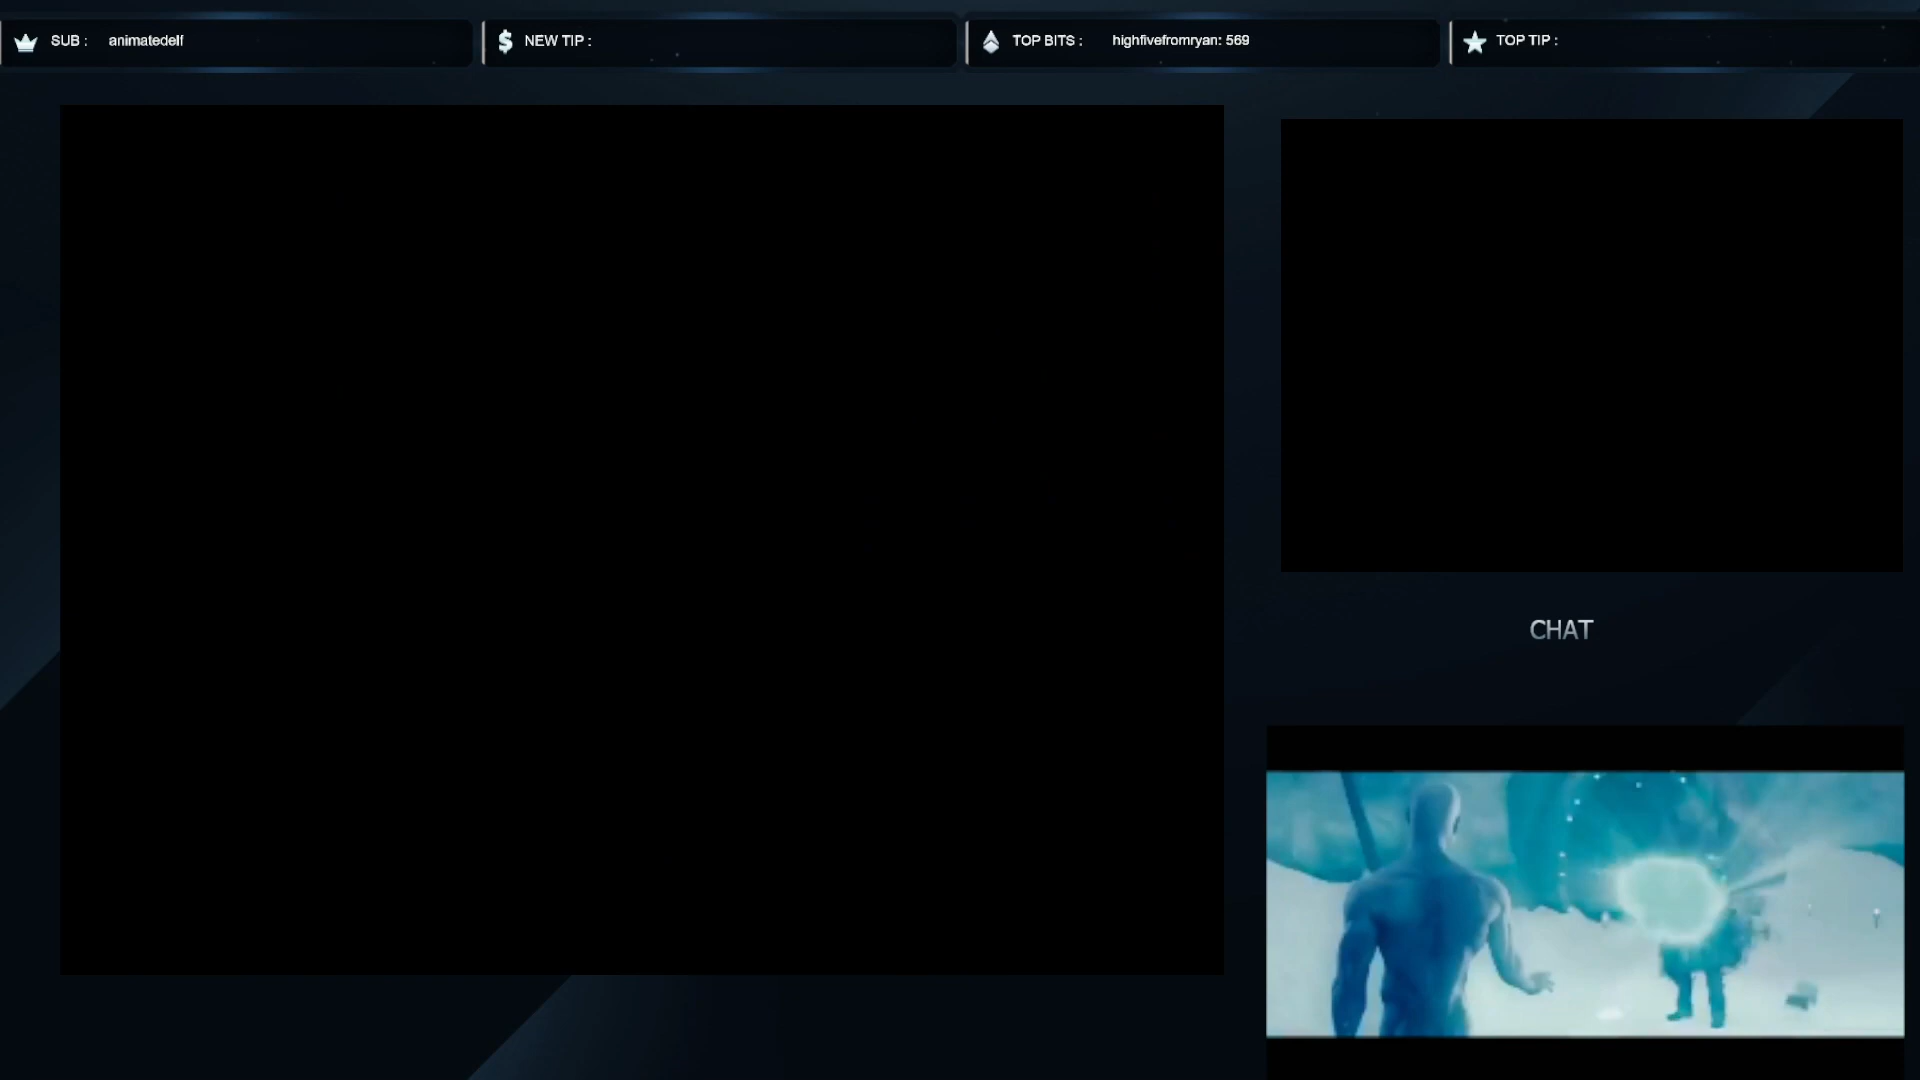 SUB : animatedelf
NEW TIP :
TOP BITS : highfivefromryan: 569
TOP TIP :
CHAT